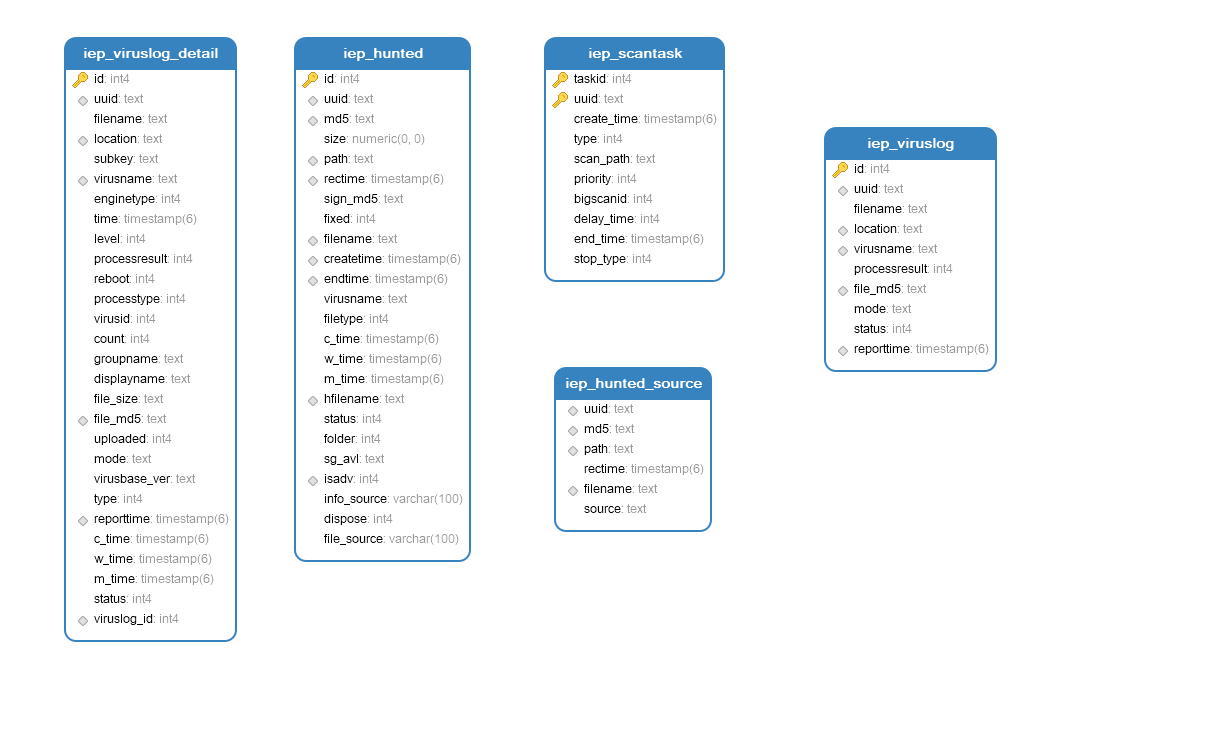 iep_viruslog_detail
id: int4
uuid: text
filename: text
location: text
subkey: text
virusname: text
enginetype: int4
time: timestamp(6)
level: int4
processresult: int4
reboot: int4
processtype: int4
virusid: int4
count: int4
groupname: text
displayname: text
file_size: text
file_md5: text
uploaded: int4
mode: text
virusbase_ver: text
type: int4
reporttime: timestamp(6)
c_time: timestamp(6)
w_time: timestamp(6)
m_time: timestamp(6)
status: int4
viruslog_id: int4
iep_hunted
id: int4
uuid: text
md5: text
size: numeric(0, 0)
path: text
rectime: timestamp(6)
sign_md5: text
fixed: int4
filename: text
createtime: timestamp(6)
endtime: timestamp(6)
virusname: text
filetype: int4
c_time: timestamp(6)
w_time: timestamp(6)
m_time: timestamp(6)
hfilename: text
status: int4
folder: int4
sg_avl: text
isadv: int4
info_source: varchar(100)
dispose: int4
file_source: varchar(100)
iep_scantask
taskid: int4
uuid: text
create_time: timestamp(6)
type: int4
scan_path: text
priority: int4
bigscanid: int4
delay_time: int4
end_time: timestamp(6)
stop_type: int4
iep_hunted_source
uuid: text
md5: text
path: text
rectime: timestamp(6)
filename: text
source: text
iep_viruslog
id: int4
uuid: text
filename: text
location: text
virusname: text
processresult: int4
file_md5: text
mode: text
status: int4
reporttime: timestamp(6)